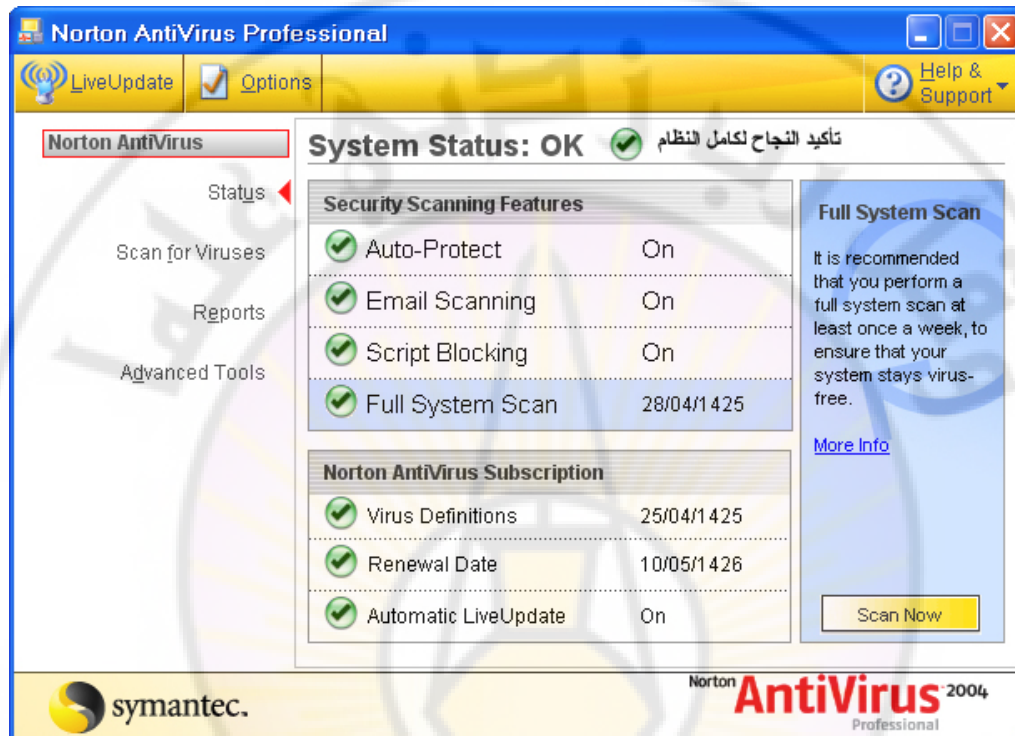 Norton AntiVirus Professional
LiveUpdate
Options
Help & Support
Norton AntiVirus
Status
Scan for Viruses
Reports
Advanced Tools
System Status: OK
تأكيد النجاح لكامل النظام
Security Scanning Features
Auto-Protect On
Email Scanning On
Script Blocking On
Full System Scan 28/04/1425
Norton AntiVirus Subscription
Virus Definitions 25/04/1425
Renewal Date 10/05/1426
Automatic LiveUpdate On
Full System Scan
It is recommended
that you perform a
full system scan at
least once a week, to
ensure that your
system stays virus-
free.
More Info
Scan Now
symantec.
Norton AntiVirus 2004
Professional